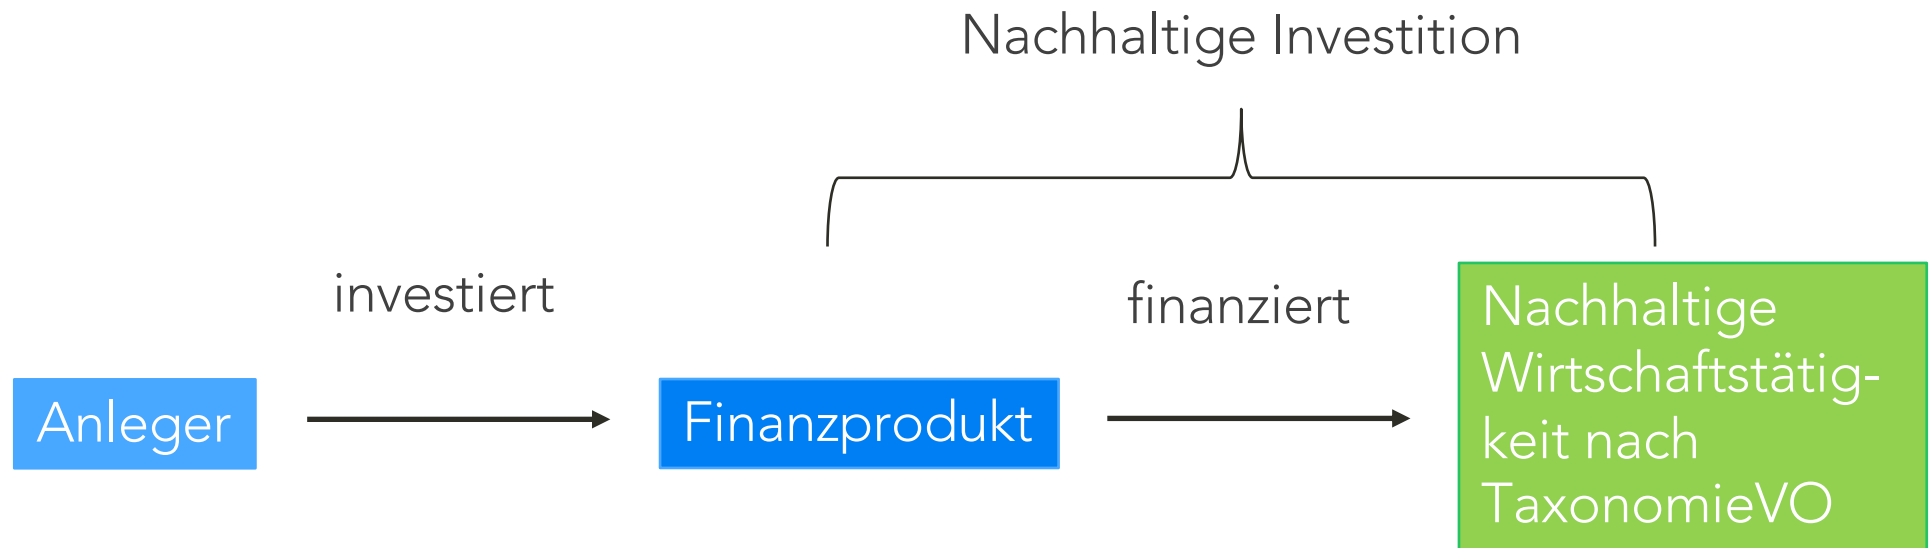 Nachhaltige Investition
investiert
finanziert
Anleger
Finanzprodukt
Nachhaltige
Wirtschaftstätig-
keit nach
TaxonomieVO